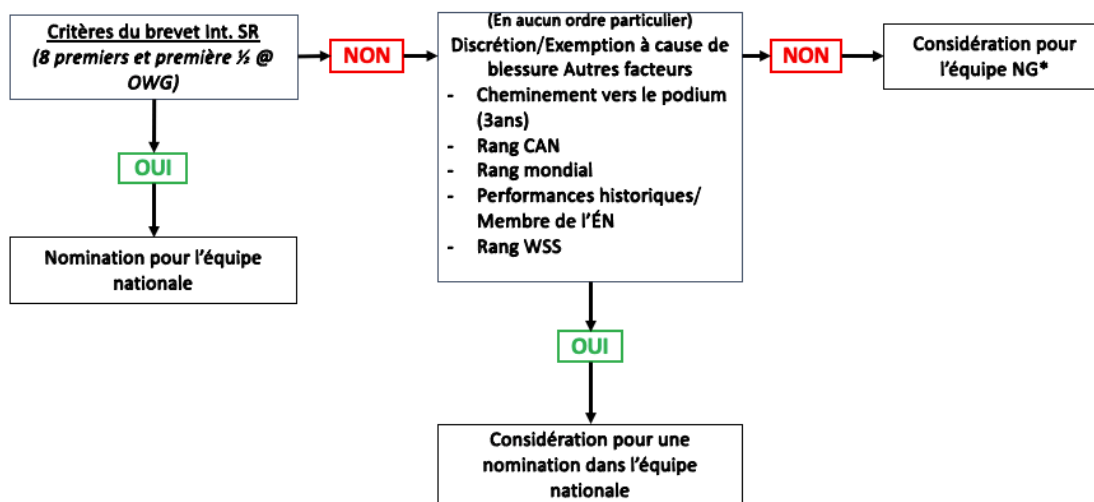 Critères du brevet Int. SR
(8 premiers et première ½ @
OWG)
NON
(En aucun ordre particulier)
Discrétion/Exemption à cause de
blessure Autres facteurs
- Cheminement vers le podium
(3ans)
- Rang CAN
- Rang mondial
- Performances historiques/
Membre de l'ÉN
- Rang WSS
NON
Considération pour
l'équipe NG*
OUI
Nomination pour l'équipe
nationale
OUI
Considération pour une
nomination dans l'équipe
nationale